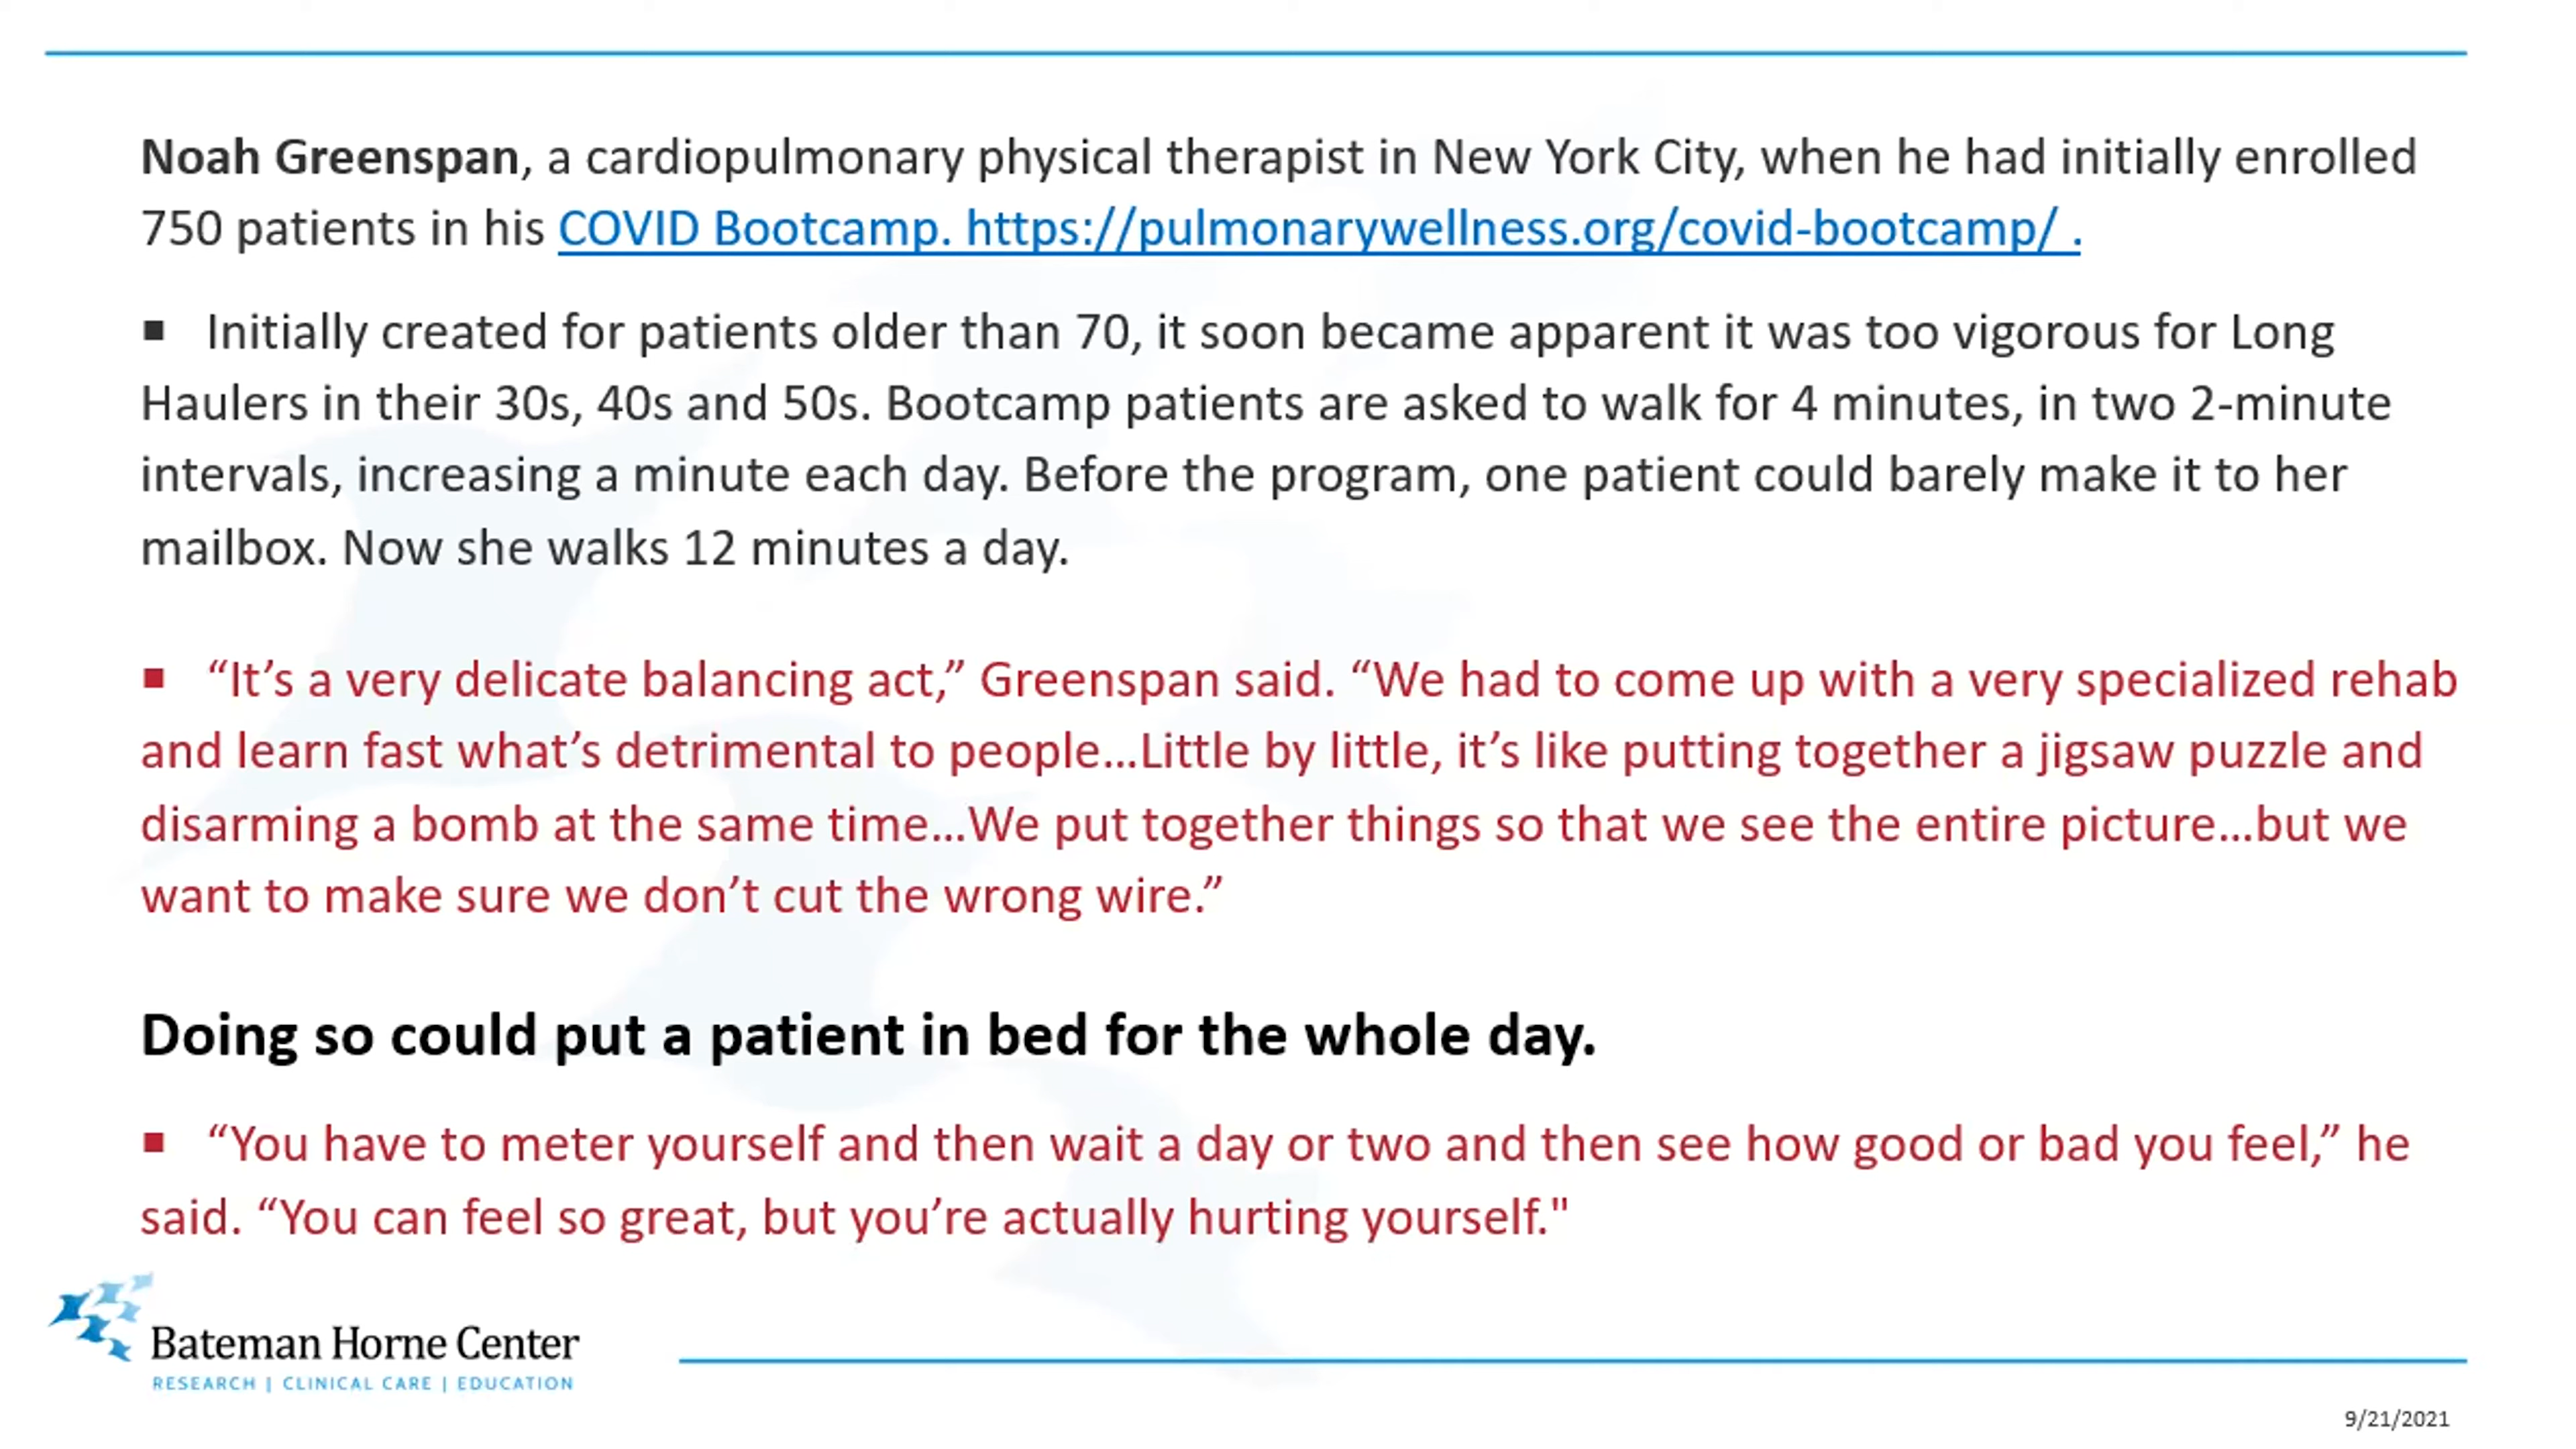 Noah Greenspan, a cardiopulmonary physical therapist in New York City, when he had initially enrolled
750 patients in his COVID Bootcamp. https://pulmonarywellness.org/covid-bootcamp/ .
▪ Initially created for patients older than 70, it soon became apparent it was too vigorous for Long
Haulers in their 30s, 40s and 50s. Bootcamp patients are asked to walk for 4 minutes, in two 2-minute
intervals, increasing a minute each day. Before the program, one patient could barely make it to her
mailbox. Now she walks 12 minutes a day.
▪ “It’s a very delicate balancing act,” Greenspan said. “We had to come up with a very specialized rehab
and learn fast what’s detrimental to people…Little by little, it’s like putting together a jigsaw puzzle and
disarming a bomb at the same time…We put together things so that we see the entire picture…but we
want to make sure we don’t cut the wrong wire.”
Doing so could put a patient in bed for the whole day.
▪ “You have to meter yourself and then wait a day or two and then see how good or bad you feel,” he
said. “You can feel so great, but you’re actually hurting yourself."
Bateman Horne Center
RESEARCH | CLINICAL CARE | EDUCATION
9/21/2021